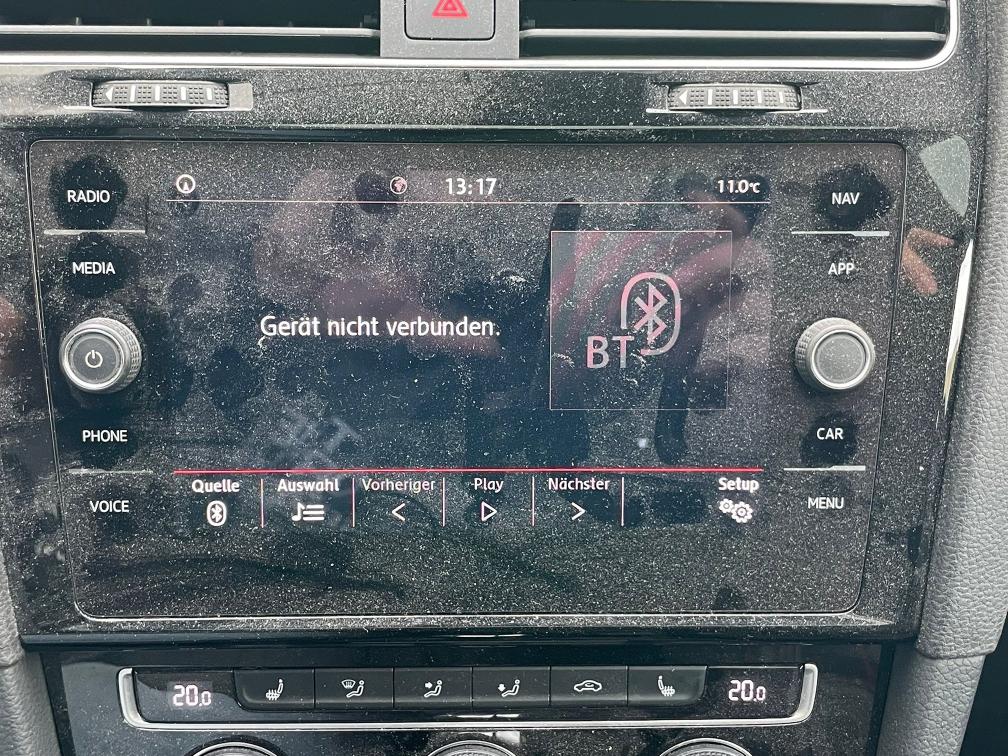 RADIO
13:17
11.0°C
NAV
MEDIA
APP
Gerät nicht verbunden.
BT
PHONE
CAR
VOICE
Quelle
Auswahl
Vorheriger
Play
Nächster
Setup
MENU
20,0
20,0